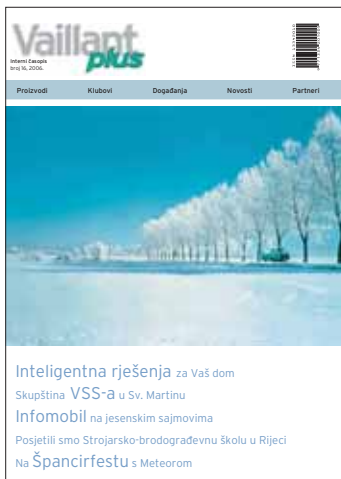 Vaillant
plus
Interni časopis
broj 16, 2006.
Proizvodi Klubovi Događanja Novosti Partneri
Inteligentna rješenja za Vaš dom
Skupština VSS-a u Sv. Martinu
Infomobil na jesenskim sajmovima
Posjetili smo Strojarsko-brodograđevnu školu u Rijeci
Na Špancirfestu s Meteorom